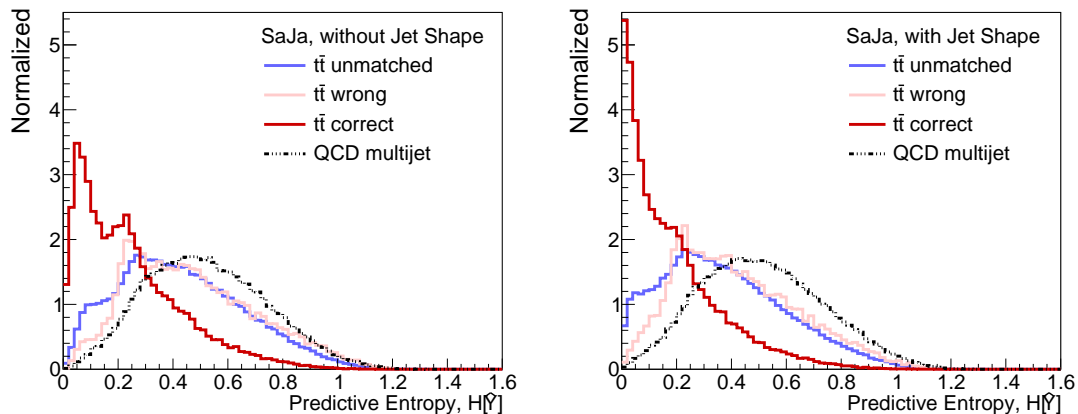 Normalized
5
4
3
2
1
0
SaJa, without Jet Shape
tt̄ unmatched
tt̄ wrong
tt̄ correct
QCD multijet
0 0.2 0.4 0.6 0.8 1 1.2 1.4 1.6
Predictive Entropy, H[Ŷ]
Normalized
5
4
3
2
1
0
SaJa, with Jet Shape
tt̄ unmatched
tt̄ wrong
tt̄ correct
QCD multijet
0 0.2 0.4 0.6 0.8 1 1.2 1.4 1.6
Predictive Entropy, H[Ŷ]